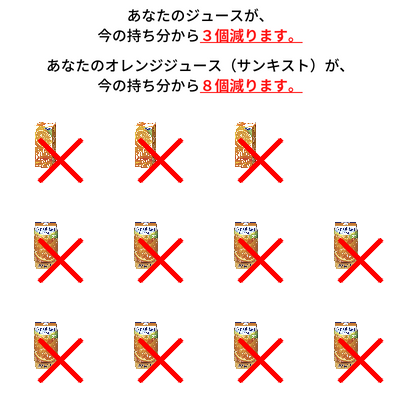 あなたのジュースが、
今の持ち分から３個減ります。
あなたのオレンジジュース（サンキスト）が、
今の持ち分から８個減ります。